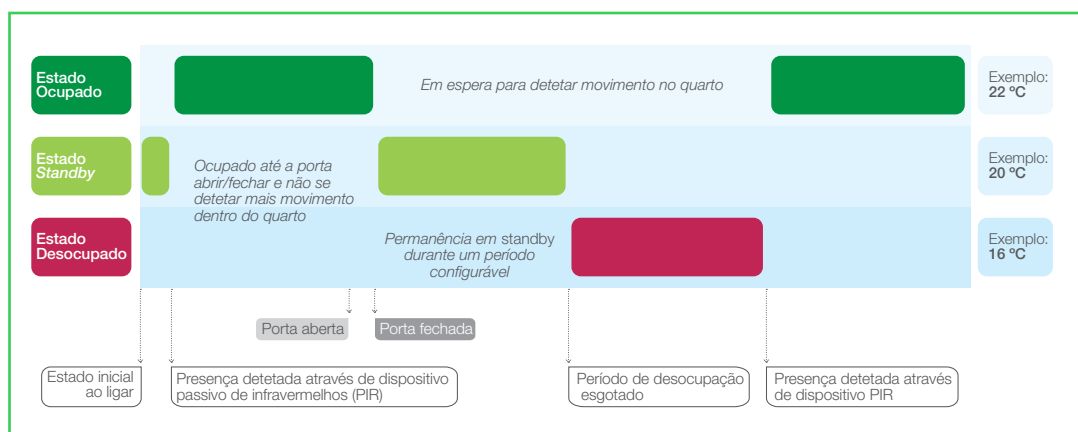 Estado
Ocupado
Em espera para detetar movimento no quarto
Exemplo:
22 ºC
Estado
Standby
Ocupado até a porta
abrir/fechar e não se
detetar mais movimento
dentro do quarto
Exemplo:
20 ºC
Estado
Desocupado
Permanência em standby
durante um período
configurável
Exemplo:
16 ºC
Porta aberta
Porta fechada
Estado inicial
ao ligar
Presença detetada através de dispositivo
passivo de infravermelhos (PIR)
Período de desocupação
esgotado
Presença detetada através
de dispositivo PIR